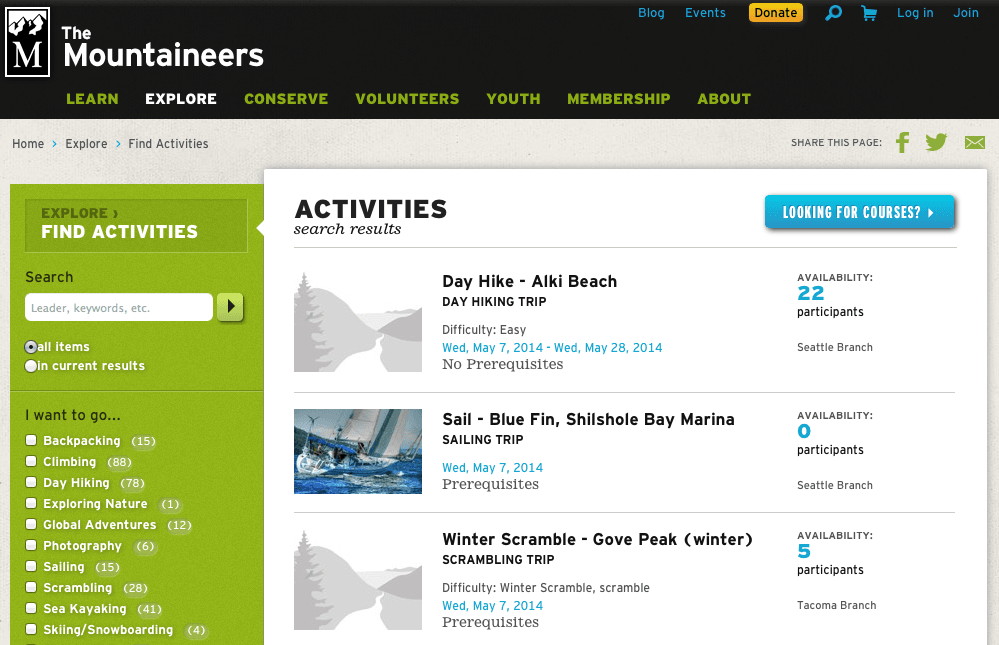 Blog Events Donate Log in Join
M The
Mountaineers
LEARN EXPLORE CONSERVE VOLUNTEERS YOUTH MEMBERSHIP ABOUT
Home › Explore › Find Activities
SHARE THIS PAGE:
EXPLORE ›
FIND ACTIVITIES
Search
Leader, keywords, etc.
all items
in current results
I want to go...
Backpacking (15)
Climbing (88)
Day Hiking (78)
Exploring Nature (1)
Global Adventures (12)
Photography (6)
Sailing (15)
Scrambling (28)
Sea Kayaking (41)
Skiing/Snowboarding (4)
ACTIVITIES
search results
LOOKING FOR COURSES?
Day Hike - Alki Beach
DAY HIKING TRIP
Difficulty: Easy
Wed, May 7, 2014 - Wed, May 28, 2014
No Prerequisites
AVAILABILITY:
22
participants
Seattle Branch
Sail - Blue Fin, Shilshole Bay Marina
SAILING TRIP
Wed, May 7, 2014
Prerequisites
AVAILABILITY:
0
participants
Seattle Branch
Winter Scramble - Gove Peak (winter)
SCRAMBLING TRIP
Difficulty: Winter Scramble, scramble
Wed, May 7, 2014
Prerequisites
AVAILABILITY:
5
participants
Tacoma Branch